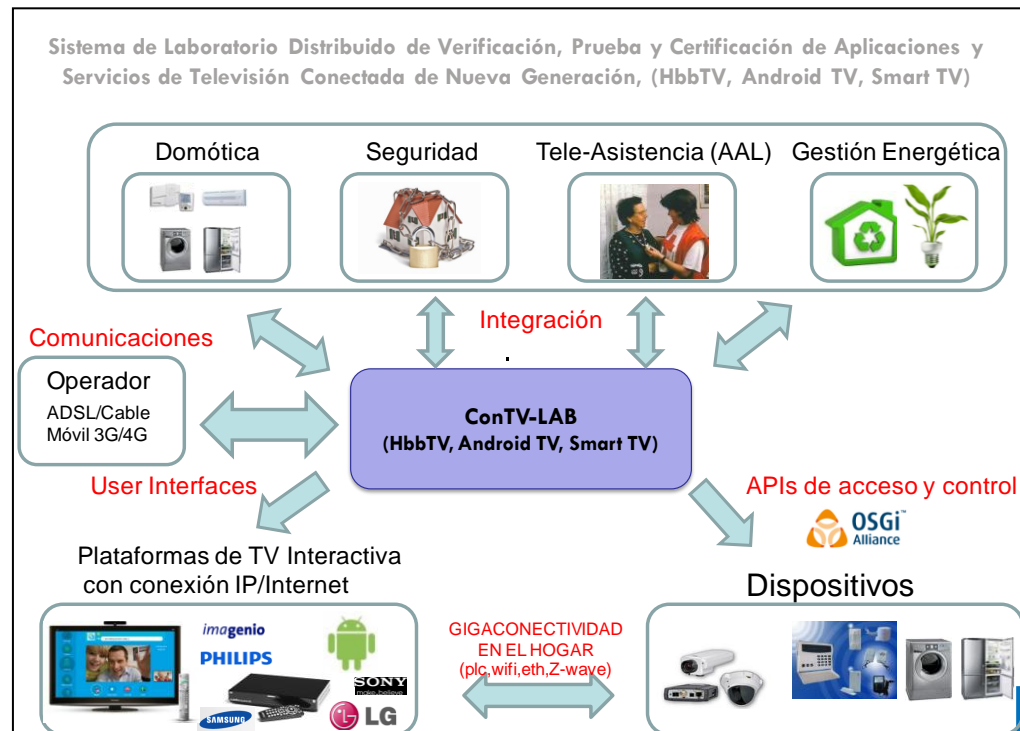 Sistema de Laboratorio Distribuido de Verificación, Prueba y Certificación de Aplicaciones y
Servicios de Televisión Conectada de Nueva Generación, (HbbTV, Android TV, Smart TV)
Domótica
Seguridad
Tele-Asistencia (AAL)
Gestión Energética
Comunicaciones
Integración
.
Operador
ADSL/Cable
Móvil 3G/4G
ConTV-LAB
(HbbTV, Android TV, Smart TV)
User Interfaces
APIs de acceso y control
OSGi™
Alliance
Plataformas de TV Interactiva
con conexión IP/Internet
Dispositivos
imagenio
PHILIPS
SONY
make.believe
SAMSUNG
LG
GIGACONECTIVIDAD
EN EL HOGAR
(plc,wifi,eth,Z-wave)